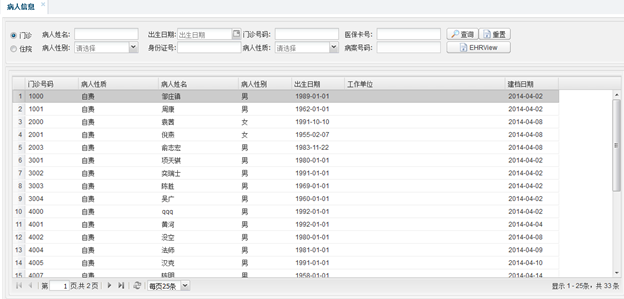 病人信息 ×
门诊 病人姓名: 出生日期: 出生日期 门诊号码: 医保卡号: 查询 重置
住院 病人性别: 请选择 身份证号: 病人性质: 请选择 病案号码: EHRView
门诊号码 病人性质 病人姓名 病人性别 出生日期 工作单位 建档日期
1 1000 自费 邹庄镇 男 1989-01-01 2014-04-02
2 1001 自费 周康 男 1962-01-01 2014-04-02
3 2000 自费 袁茜 女 1991-10-10 2014-04-08
4 2001 自费 倪燕 女 1955-02-07 2014-04-08
5 2003 自费 俞志宏 男 1983-11-22 2014-04-08
6 3001 自费 项天骐 男 1980-01-01 2014-04-02
7 3002 自费 栾瑞士 男 1991-01-01 2014-04-02
8 3003 自费 陈胜 男 1969-01-01 2014-04-02
9 3004 自费 吴广 男 1960-01-01 2014-04-02
10 4000 自费 qqq 男 1992-01-01 2014-04-02
11 4001 自费 黄河 男 1992-01-01 2014-04-04
12 4002 自费 没空 男 1980-01-01 2014-04-08
13 4004 自费 法师 男 1981-01-01 2014-04-09
14 4005 自费 汉克 男 1991-01-01 2014-04-10
15 4007 自费 陈明 男 1958-01-01 2014-04-14
第 1 页,共 2 页 每页25条 显示 1 - 25条，共 33 条